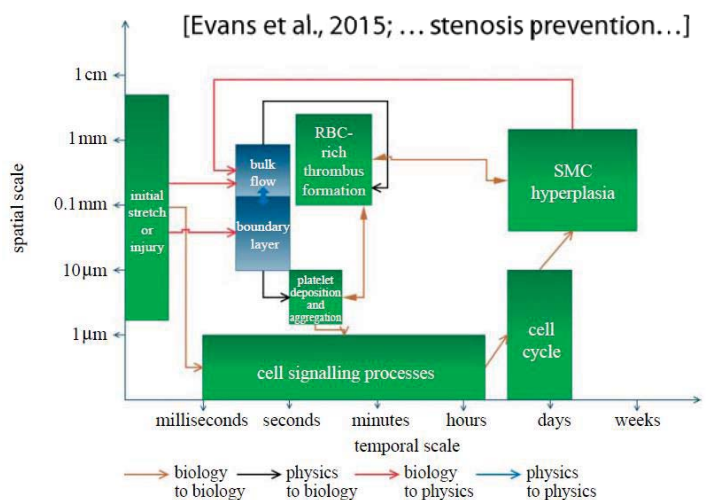 [Evans et al., 2015; ... stenosis prevention...]
spatial scale
1 cm
1 mm
0.1 mm
10 μm
1 μm
initial
stretch
or
injury
bulk
flow
boundary
layer
RBC-
rich
thrombus
formation
platelet
deposition
and
aggregation
SMC
hyperplasia
cell
cycle
cell signalling processes
milliseconds
seconds
minutes
hours
days
weeks
temporal scale
biology
to biology
physics
to biology
biology
to physics
physics
to physics